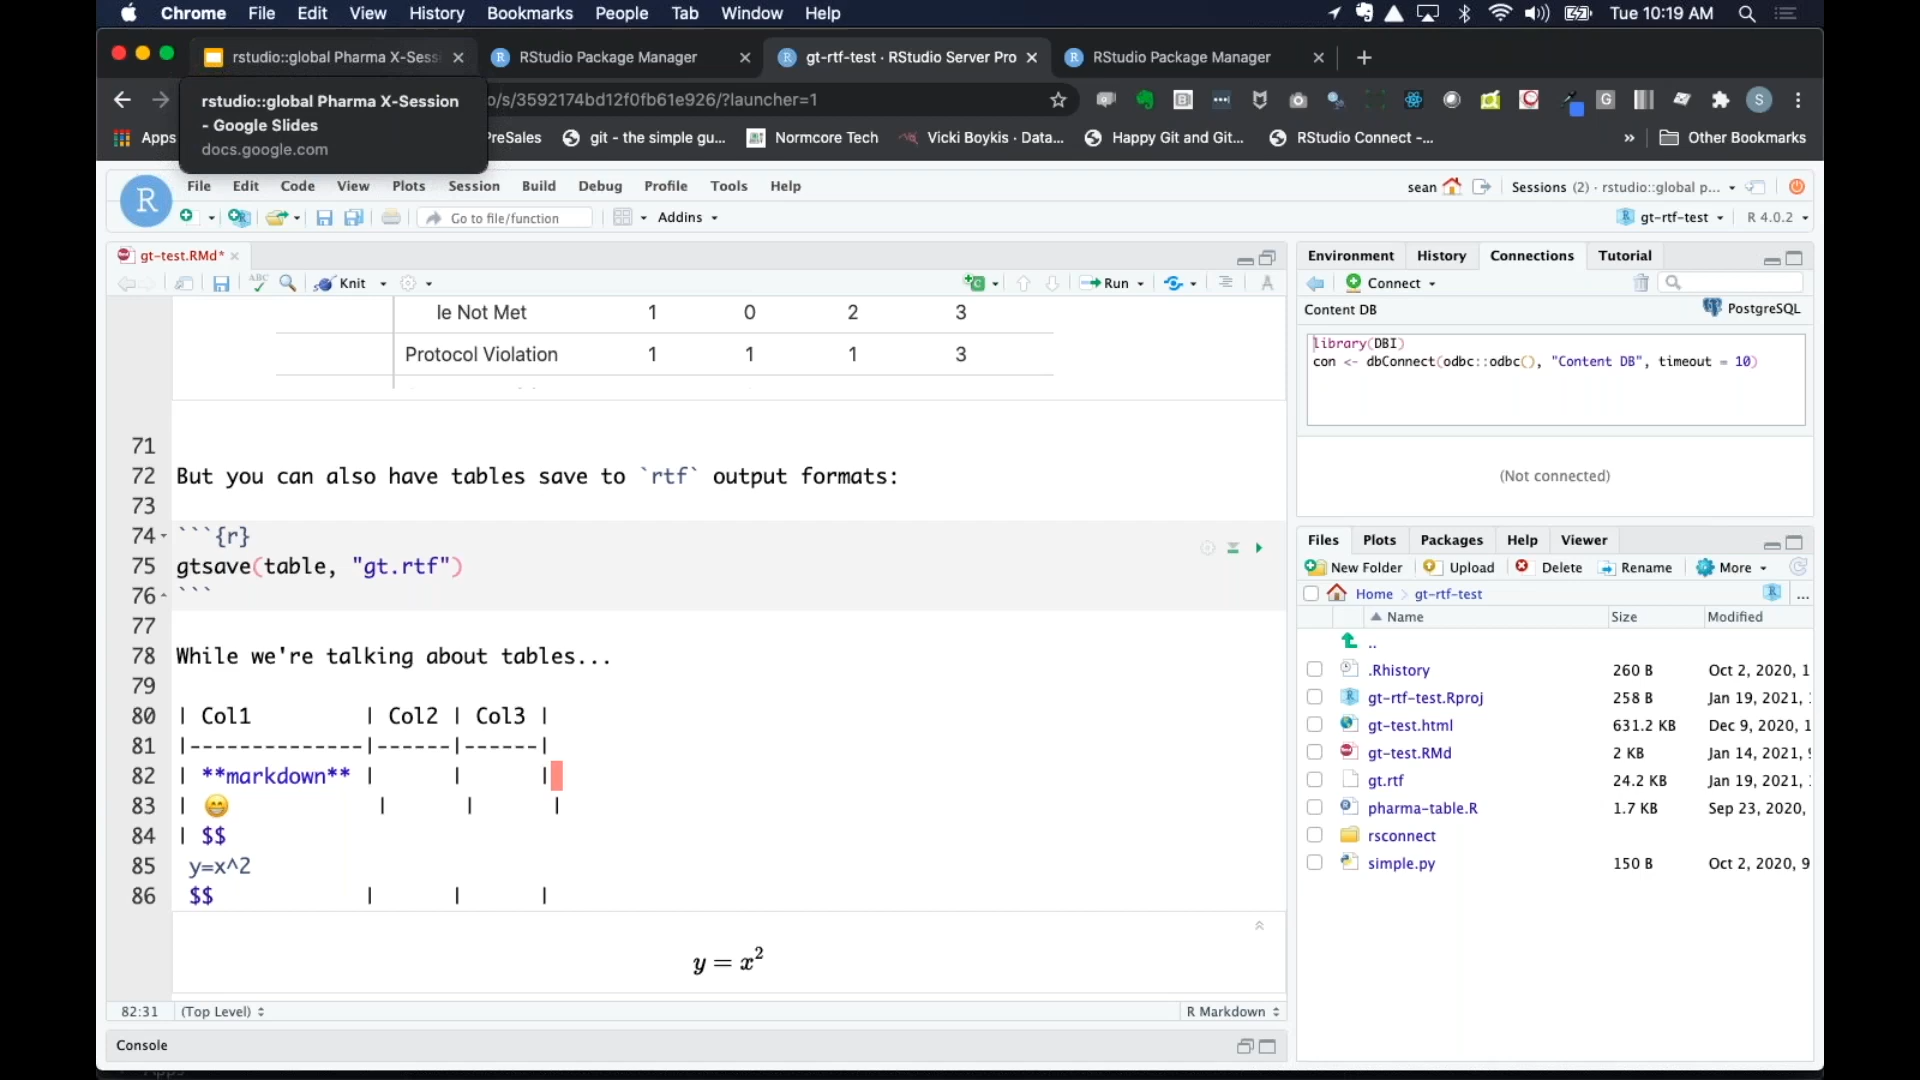 Chrome File Edit View History Bookmarks People Tab Window Help Tue 10:19 AM
rstudio::global Pharma X-Sess RStudio Package Manager gt-rtf-test · RStudio Server Pro RStudio Package Manager
o/s/3592174bd12f0fb61e926/?launcher=1
rstudio::global Pharma X-Session
- Google Slides
docs.google.com
Apps PreSales git - the simple gu... Normcore Tech Vicki Boykis · Data... Happy Git and Git... RStudio Connect -... » Other Bookmarks
File Edit Code View Plots Session Build Debug Profile Tools Help
sean Sessions (2) · rstudio::global p...
Go to file/function Addins
gt-rtf-test R 4.0.2
gt-test.RMd*
ABC Knit Run
le Not Met 1 0 2 3
Protocol Violation 1 1 1 3
71
72 But you can also have tables save to `rtf` output formats:
73
74 ```{r}
75 gtsave(table, "gt.rtf")
76 ```
77
78 While we're talking about tables...
79
80 | Col1 | Col2 | Col3 |
81 |--------------|------|------|
82 | **markdown** | | |
83 | 😁 | | |
84 | $$
85 y=x^2
86 $$ | | |
y = x²
82:31 (Top Level) R Markdown
Console
Environment History Connections Tutorial
Connect
Content DB PostgreSQL
library(DBI)
con <- dbConnect(odbc::odbc(), "Content DB", timeout = 10)
(Not connected)
Files Plots Packages Help Viewer
New Folder Upload Delete Rename More
Home gt-rtf-test ...
Name Size Modified
..
.Rhistory 260 B Oct 2, 2020, 1
gt-rtf-test.Rproj 258 B Jan 19, 2021,
gt-test.html 631.2 KB Dec 9, 2020, 1
gt-test.RMd 2 KB Jan 14, 2021,
gt.rtf 24.2 KB Jan 19, 2021,
pharma-table.R 1.7 KB Sep 23, 2020,
rsconnect
simple.py 150 B Oct 2, 2020, 9